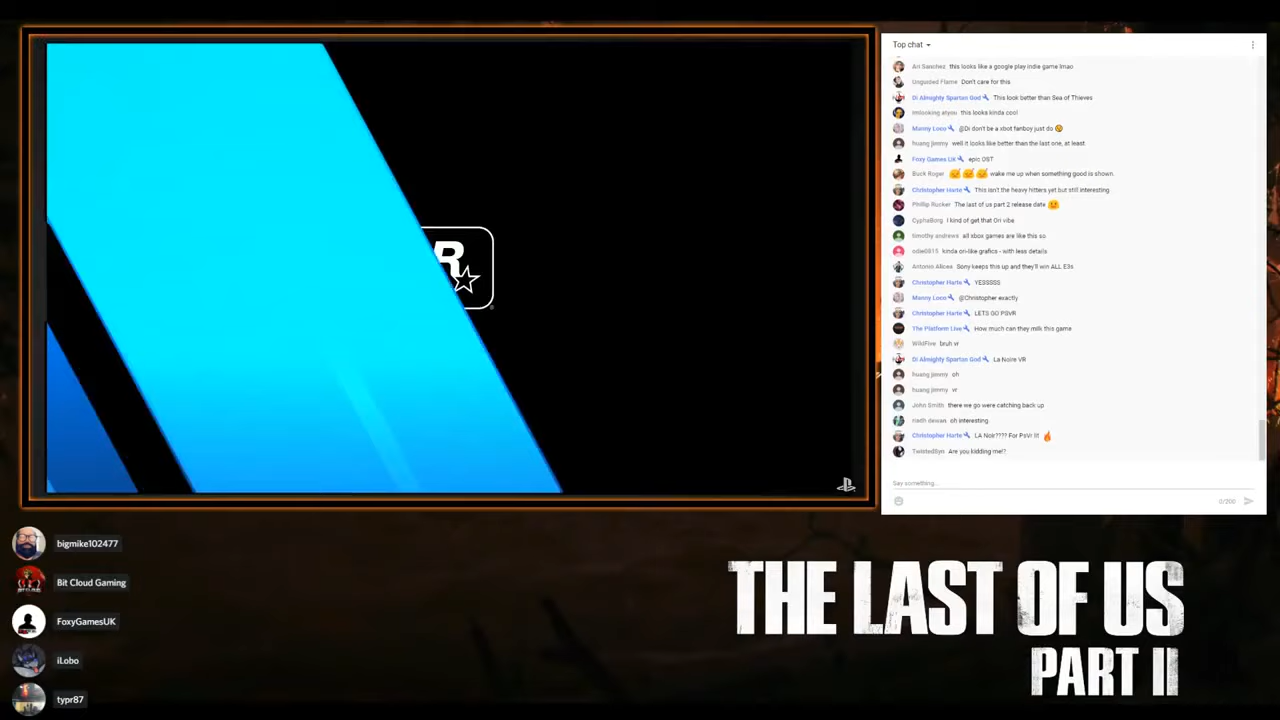 Top chat
Ari Sanchez this looks like a google play indie game lmao
Unguided Flame Don't care for this.
Di Almighty Spartan God This look better than Sea of Thieves
imlooking atyou this looks kinda cool
Manny Loco @Di don't be a xbot fanboy just do
huang jimmy well it looks like better than the last one, at least
Foxy Games UK epic OST
Buck Roger wake me up when something good is shown.
Christopher Harte This isn't the heavy hitters yet but still interesting
Phillip Rucker The last of us part 2 release date
CyphaBorg I kind of get that Ori vibe
timothy andrews all xbox games are like this so
odie0815 kinda ori-like grafics - with less details
Antonin Alices Sony keeps this up and they'll win ALL E3s
Christopher Harte YESSSSS
Manny Loco @Christopher exactly
Christopher Harte LETS GO PSVR
The Platform Live How much can they milk this game
WikiFive bruh vr
Di Almighty Spartan God La Noire VR
huang jimmy oh
huang jimmy vr
John Smith there we go were catching back up
riath dewan oh interesting
Christopher Harte LA Noir???? For PsVr lit
TwistedSyn Are you kidding me!?
Say something...
0/200
R
bigmike102477
Bit Cloud Gaming
FoxyGamesUK
iLobo
typr87
THE LAST OF US
PART II